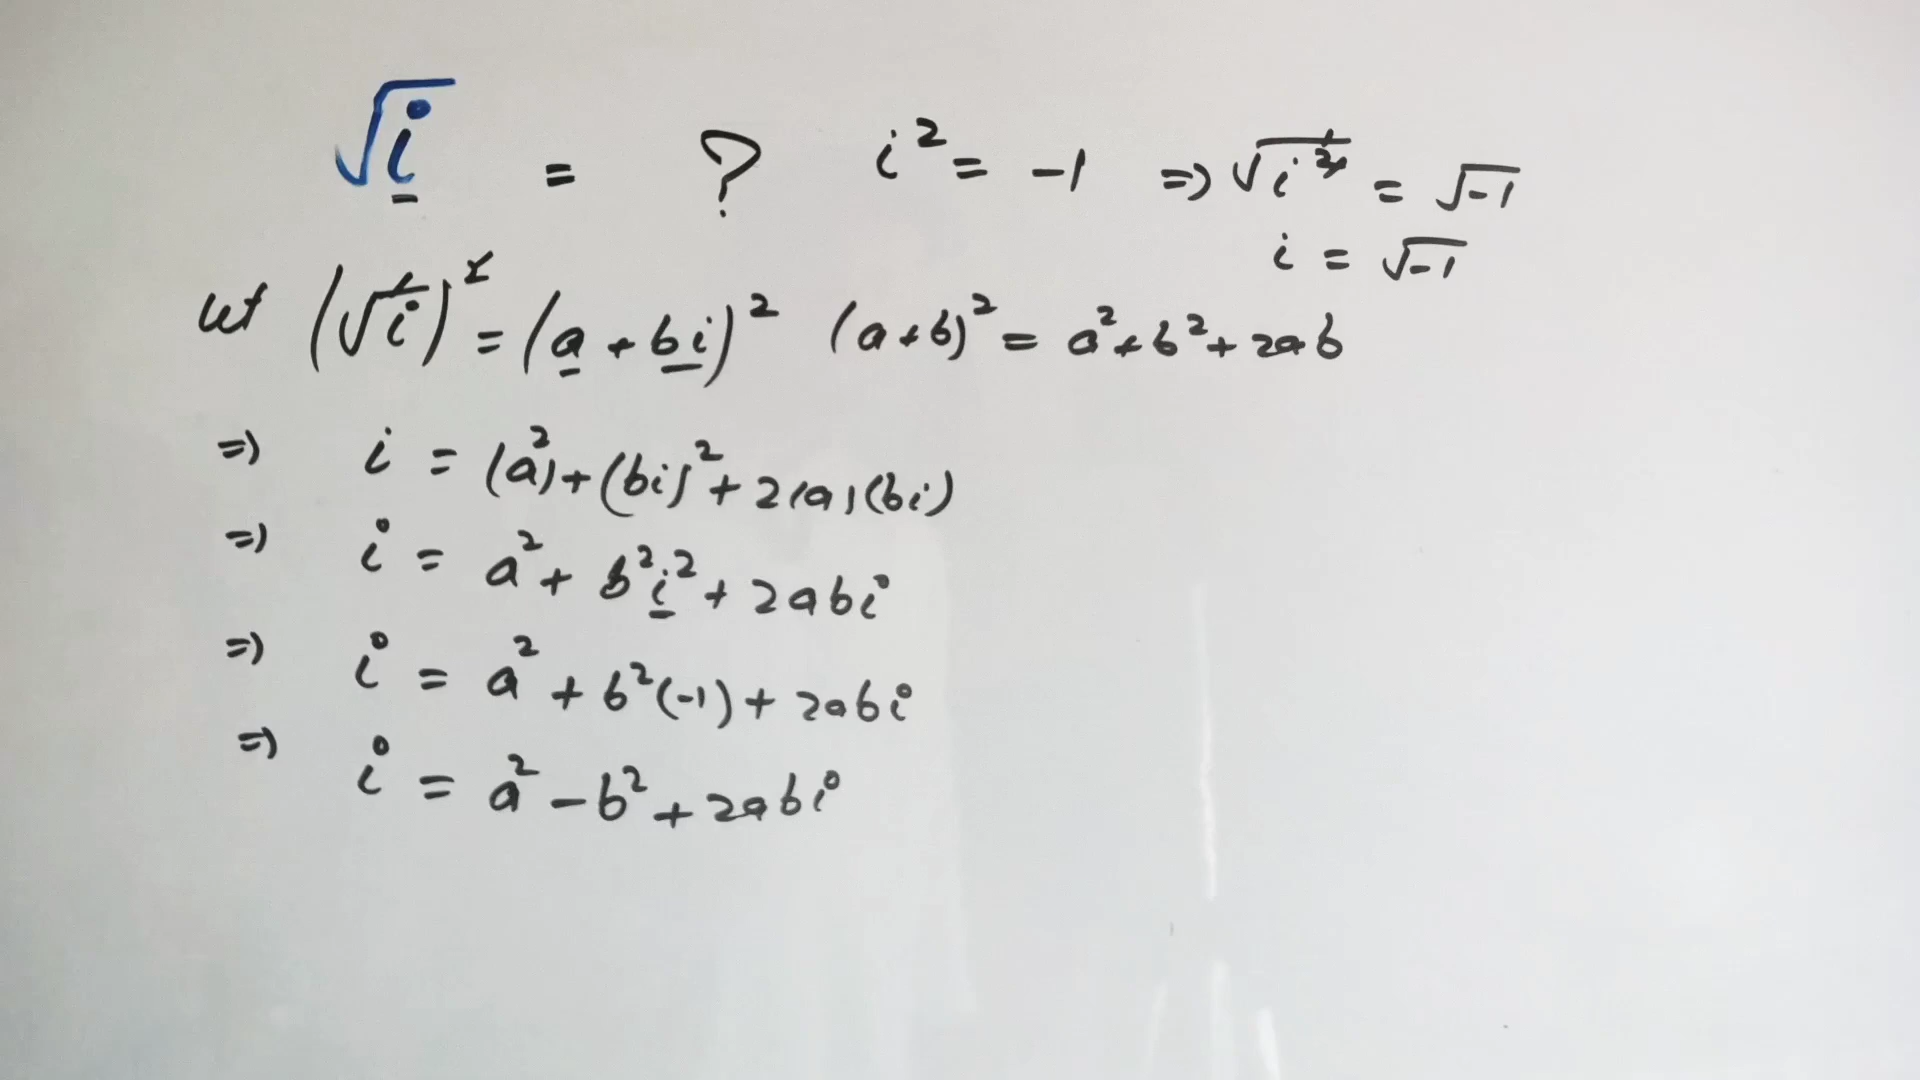 √i = ? i² = -1 ⇒ √i² = √-1
i = √-1
let (√i)² = (a + bi)² (a+b)² = a² + b² + 2ab
⇒ i = (a²) + (bi)² + 2(a)(bi)
⇒ i = a² + b²i² + 2abi
⇒ i = a² + b²(-1) + 2abi
⇒ i = a² - b² + 2abi